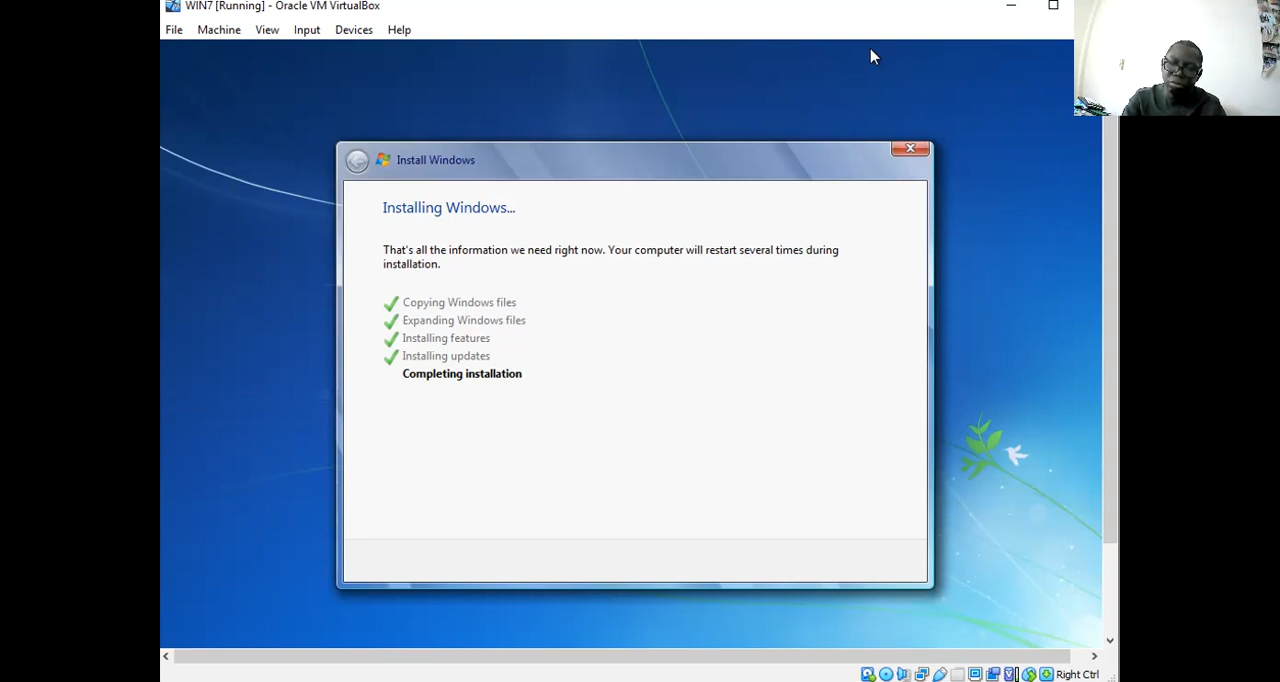 WIN7 [Running] - Oracle VM VirtualBox
File Machine View Input Devices Help
Install Windows
Installing Windows...
That's all the information we need right now. Your computer will restart several times during
installation.
Copying Windows files
Expanding Windows files
Installing features
Installing updates
Completing installation
Right Ctrl